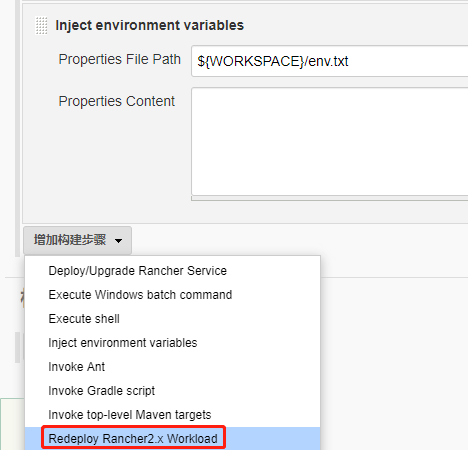 Inject environment variables
Properties File Path
${WORKSPACE}/env.txt
Properties Content
增加构建步骤
Deploy/Upgrade Rancher Service
Execute Windows batch command
Execute shell
Inject environment variables
Invoke Ant
Invoke Gradle script
Invoke top-level Maven targets
Redeploy Rancher2.x Workload